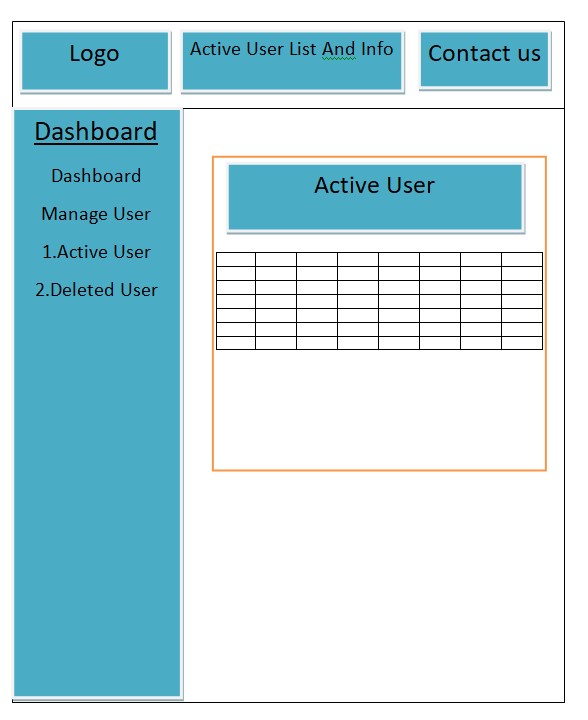 Logo
Active User List And Info
Contact us
Dashboard
Dashboard
Manage User
1.Active User
2.Deleted User
Active User